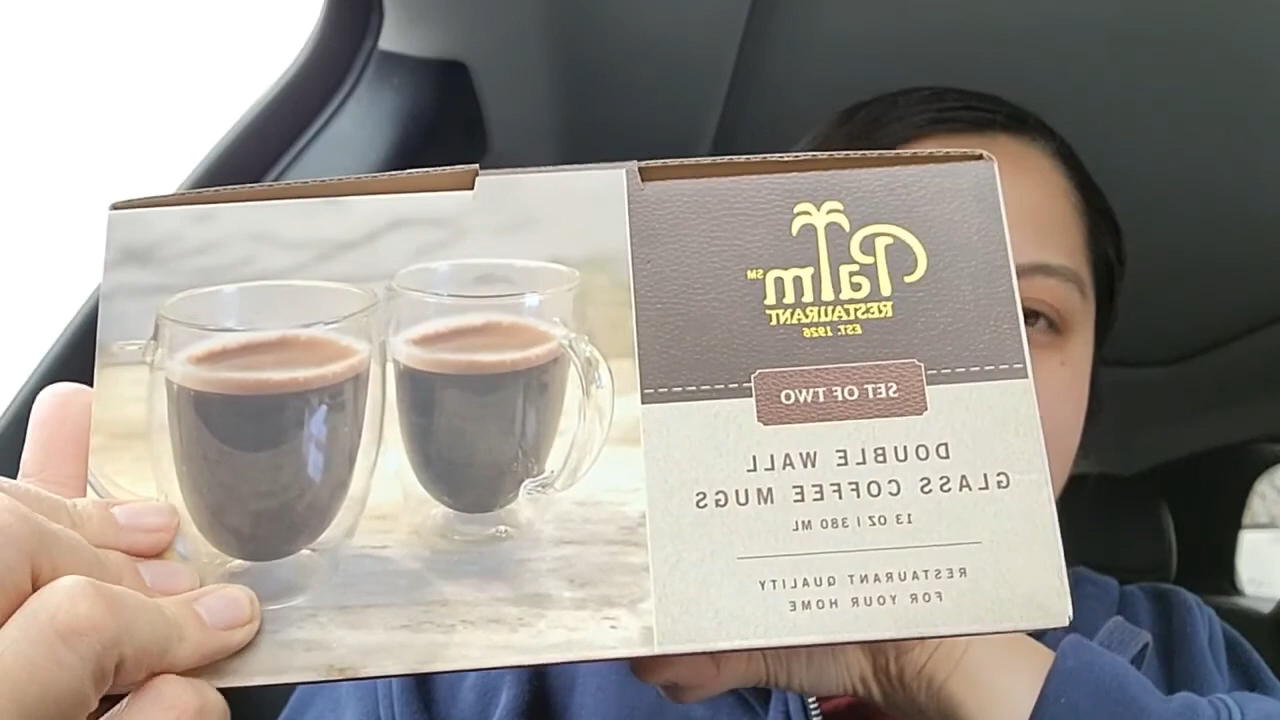 Palm SM
RESTAURANT
EST. 1926
SET OF TWO
DOUBLE WALL
GLASS COFFEE MUGS
13 OZ / 380 ML
RESTAURANT QUALITY
FOR YOUR HOME